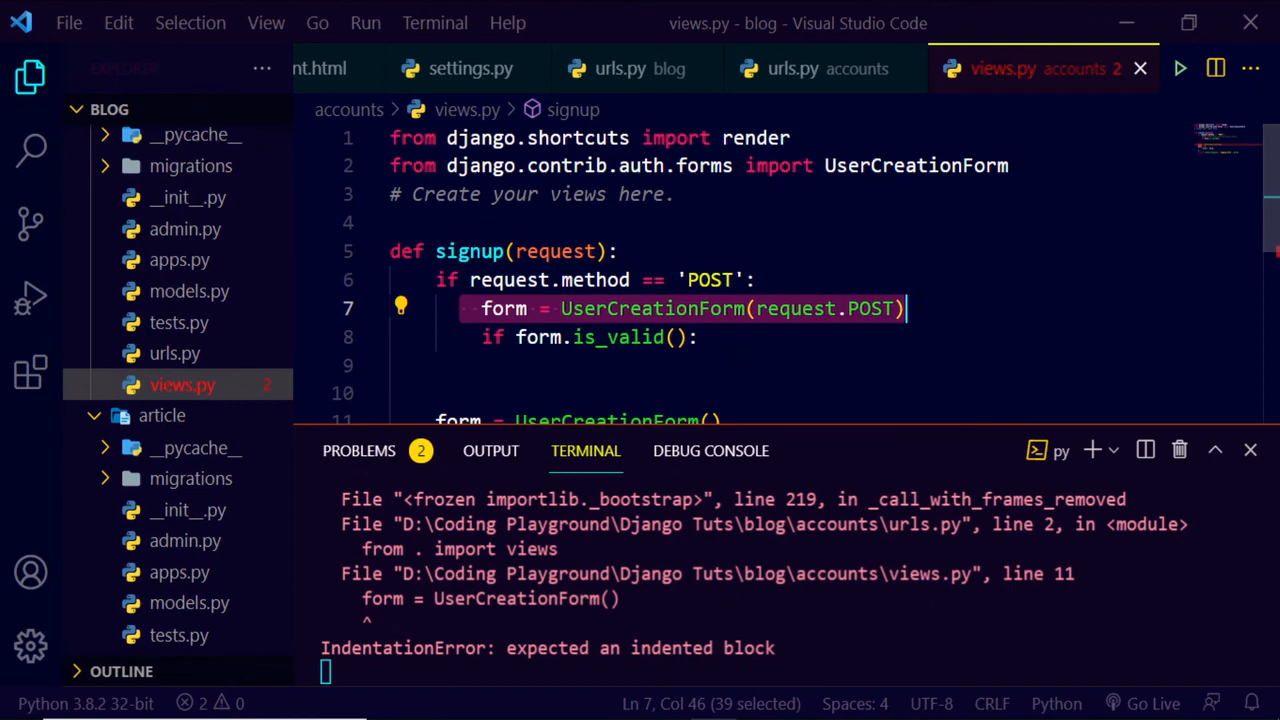 File Edit Selection View Go Run Terminal Help views.py - blog - Visual Studio Code
EXPLORER
nt.html settings.py urls.py blog urls.py accounts views.py accounts 2
BLOG
__pycache__
migrations
__init__.py
admin.py
apps.py
models.py
tests.py
urls.py
views.py 2
article
__pycache__
migrations
__init__.py
admin.py
apps.py
models.py
tests.py
OUTLINE
accounts > views.py > signup
1 from django.shortcuts import render
2 from django.contrib.auth.forms import UserCreationForm
3 # Create your views here.
4
5 def signup(request):
6 if request.method == 'POST':
7 form = UserCreationForm(request.POST)
8 if form.is_valid():
9
10
11 form = UserCreationForm()
PROBLEMS 2 OUTPUT TERMINAL DEBUG CONSOLE py
File "<frozen importlib._bootstrap>", line 219, in _call_with_frames_removed
File "D:\Coding Playground\Django Tuts\blog\accounts\urls.py", line 2, in <module>
from . import views
File "D:\Coding Playground\Django Tuts\blog\accounts\views.py", line 11
form = UserCreationForm()
^
IndentationError: expected an indented block
Python 3.8.2 32-bit 2 0 Ln 7, Col 46 (39 selected) Spaces: 4 UTF-8 CRLF Python Go Live